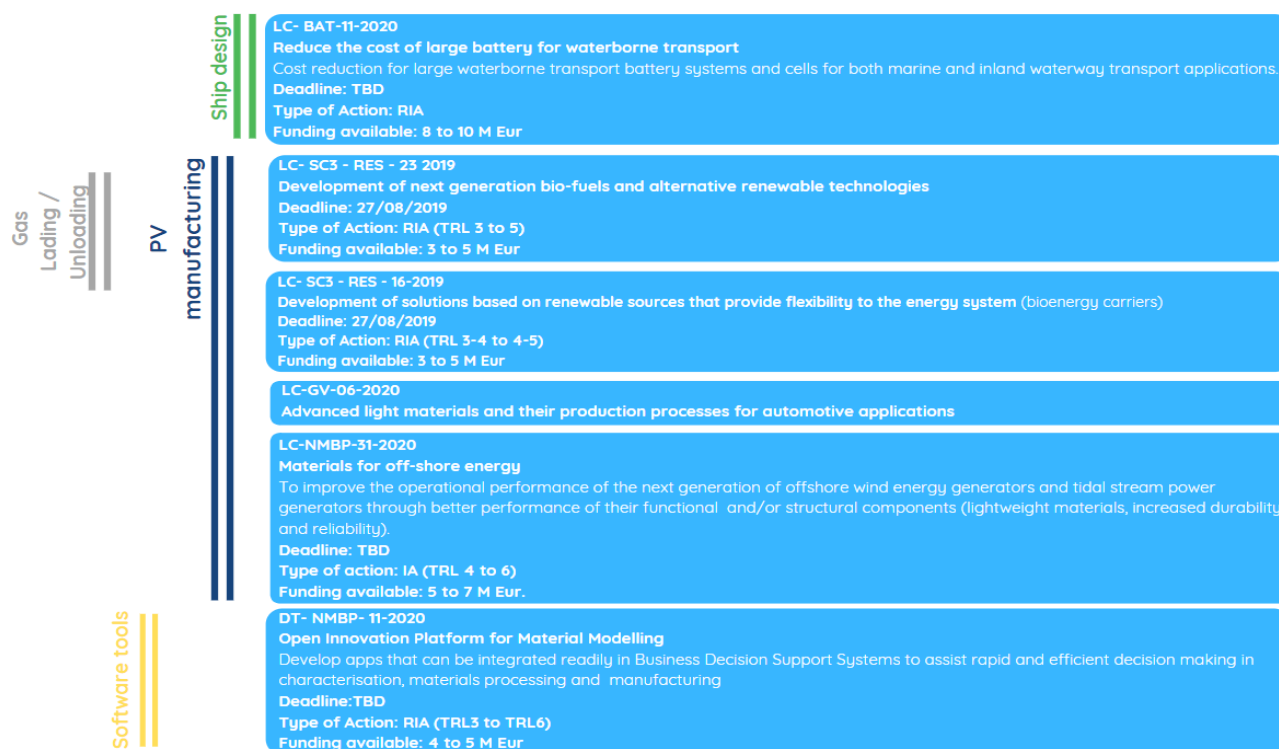 Ship design
LC- BAT-11-2020
Reduce the cost of large battery for waterborne transport
Cost reduction for large waterborne transport battery systems and cells for both marine and inland waterway transport applications.
Deadline: TBD
Type of Action: RIA
Funding available: 8 to 10 M Eur
Gas
Lading /
Unloading
PV
manufacturing
LC- SC3 - RES - 23 2019
Development of next generation bio-fuels and alternative renewable technologies
Deadline: 27/08/2019
Type of Action: RIA (TRL 3 to 5)
Funding available: 3 to 5 M Eur
LC- SC3 - RES - 16-2019
Development of solutions based on renewable sources that provide flexibility to the energy system (bioenergy carriers)
Deadline: 27/08/2019
Type of Action: RIA (TRL 3-4 to 4-5)
Funding available: 3 to 5 M Eur
LC-GV-06-2020
Advanced light materials and their production processes for automotive applications
LC-NMBP-31-2020
Materials for off-shore energy
To improve the operational performance of the next generation of offshore wind energy generators and tidal stream power
generators through better performance of their functional and/or structural components (lightweight materials, increased durability
and reliability).
Deadline: TBD
Type of action: IA (TRL 4 to 6)
Funding available: 5 to 7 M Eur.
Software tools
DT- NMBP- 11-2020
Open Innovation Platform for Material Modelling
Develop apps that can be integrated readily in Business Decision Support Systems to assist rapid and efficient decision making in
characterisation, materials processing and manufacturing
Deadline:TBD
Type of Action: RIA (TRL3 to TRL6)
Funding available: 4 to 5 M Eur